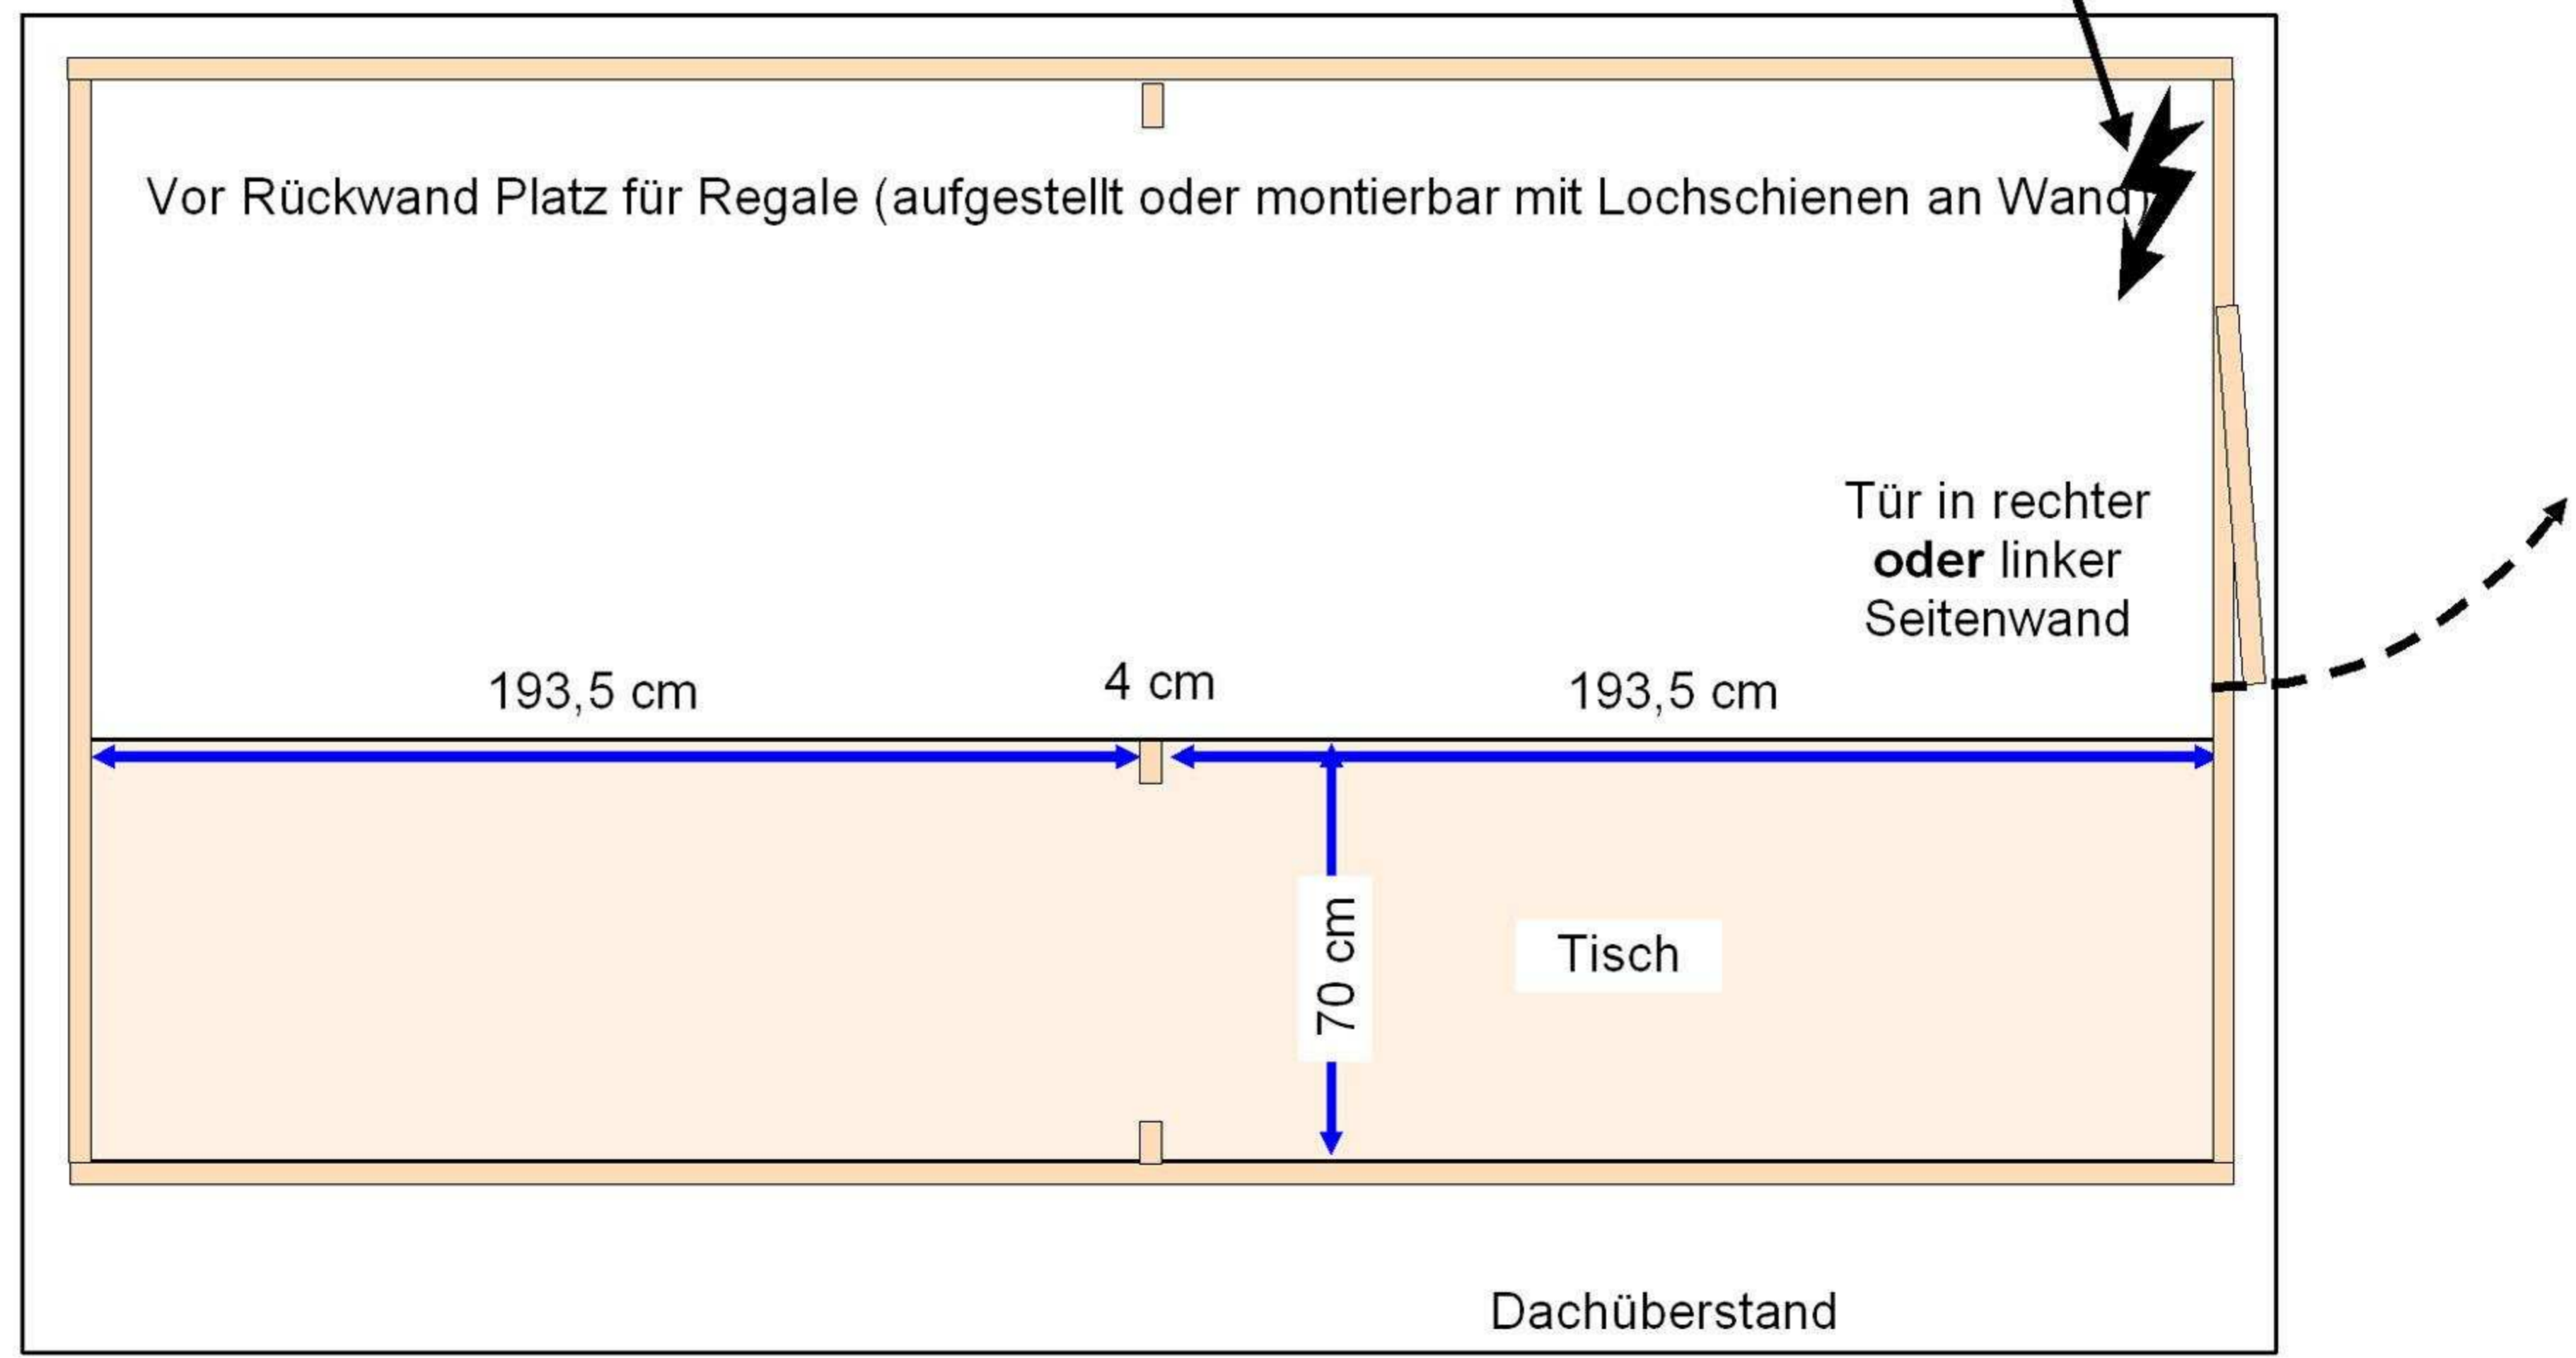 Vor Rückwand Platz für Regale (aufgestellt oder montierbar mit Lochschienen an Wand)
Tür in rechter
oder linker
Seitenwand
193,5 cm
4 cm
193,5 cm
70 cm
Tisch
Dachüberstand